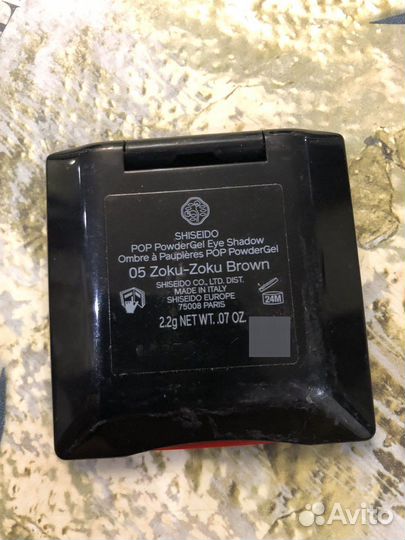 SHISEIDO
POP PowderGel Eye Shadow
Ombre à Paupières POP PowderGel
05 Zoku-Zoku Brown
SHISEIDO CO., LTD. DIST.
MADE IN ITALY
SHISEIDO EUROPE
75008 PARIS
24M
2.2g NET WT. .07 OZ.
Avito